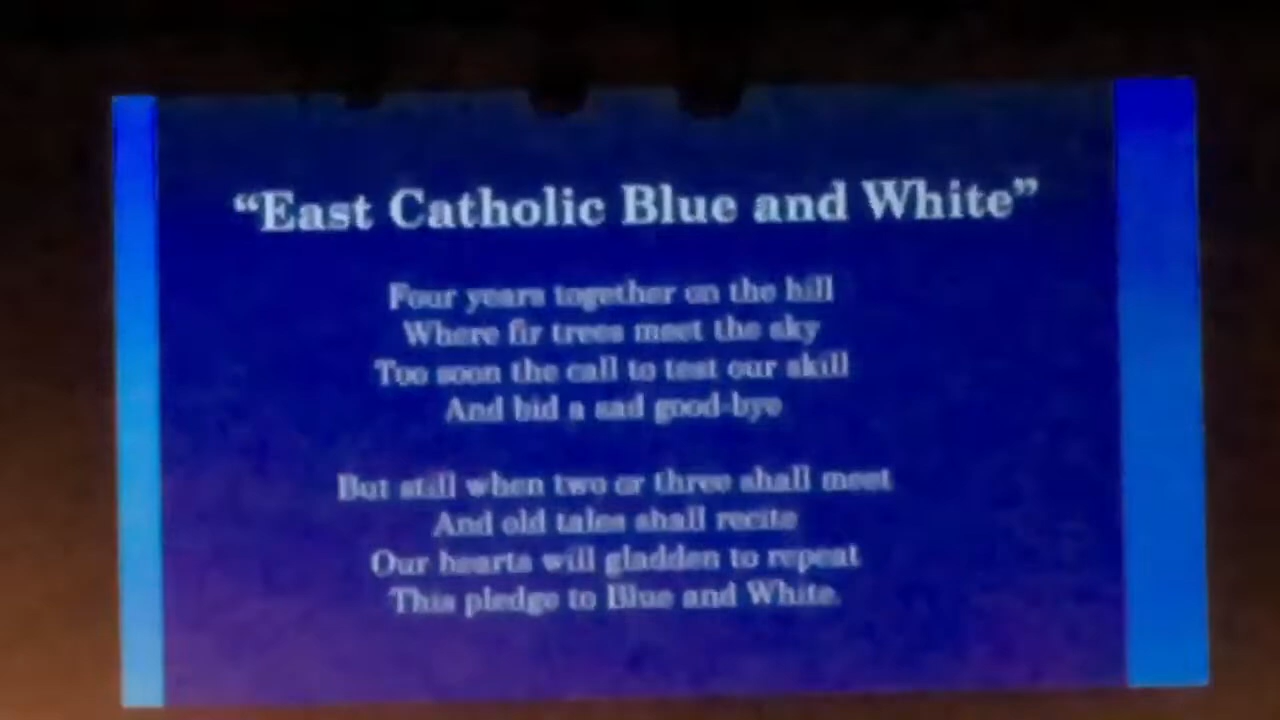 “East Catholic Blue and White”
Four years together on the hill
Where fir trees meet the sky
Too soon the call to test our skill
And bid a sad good-bye
But still when two or three shall meet
And old tales shall recite
Our hearts will gladden to repeat
This pledge to Blue and White.